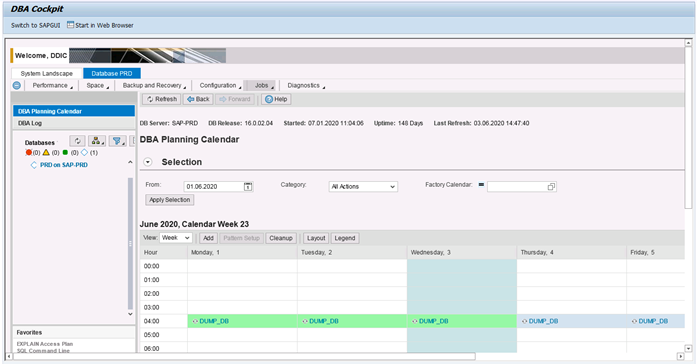 DBA Cockpit
Switch to SAPGUI Start in Web Browser
Welcome, DDIC
System Landscape Database PRD
Performance Space Backup and Recovery Configuration Jobs Diagnostics
DBA Planning Calendar
DBA Log
Databases
(0) (0) (0) (1)
PRD on SAP-PRD
Favorites
EXPLAIN Access Plan
SQL Command Line
Refresh Back Forward Help
DB Server: SAP-PRD DB Release: 16.0.02.04 Started: 07.01.2020 11:04:06 Uptime: 148 Days Last Refresh: 03.06.2020 14:47:40
DBA Planning Calendar
Selection
From: 01.06.2020 Category: All Actions Factory Calendar:
Apply Selection
June 2020, Calendar Week 23
View: Week Add Pattern Setup Cleanup Layout Legend
Hour Monday, 1 Tuesday, 2 Wednesday, 3 Thursday, 4 Friday, 5
00:00
01:00
02:00
03:00
04:00 DUMP_DB DUMP_DB DUMP_DB DUMP_DB DUMP_DB
05:00
06:00